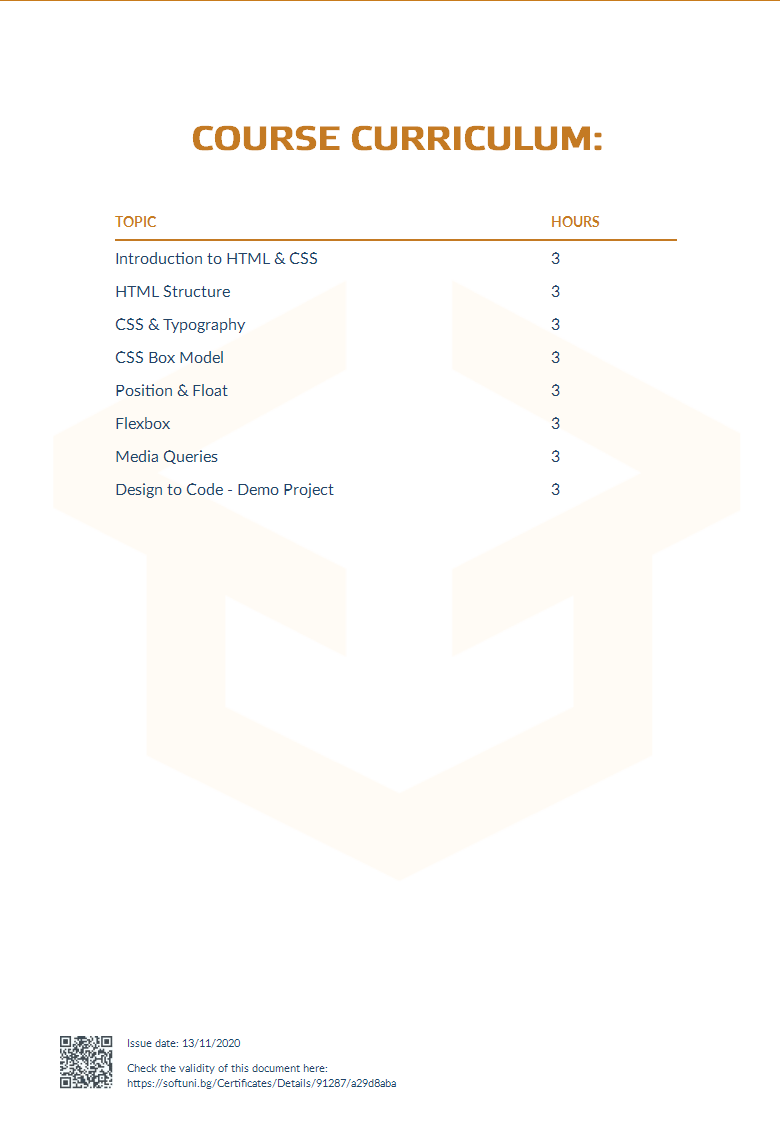 COURSE CURRICULUM:
TOPIC HOURS
Introduction to HTML & CSS 3
HTML Structure 3
CSS & Typography 3
CSS Box Model 3
Position & Float 3
Flexbox 3
Media Queries 3
Design to Code - Demo Project 3
Issue date: 13/11/2020
Check the validity of this document here:
https://softuni.bg/Certificates/Details/91287/a29d8aba